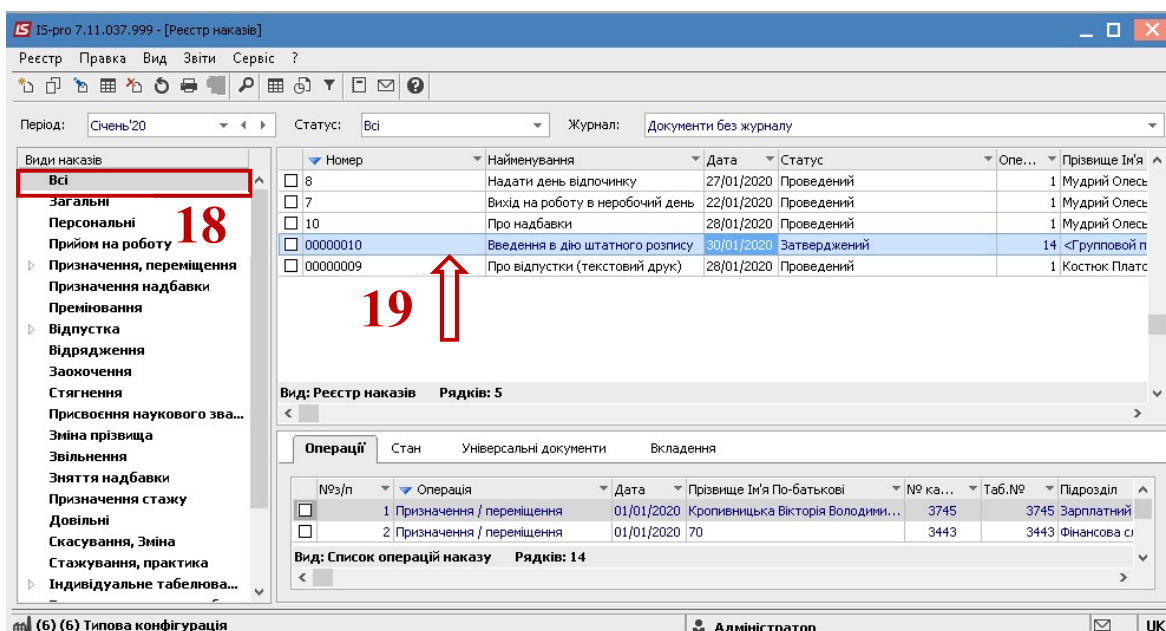 IS-pro 7.11.037.999 - [Реєстр наказів]
Реєстр Правка Вид Звіти Сервіс ?
Період: Січень'20 Статус: Всі Журнал: Документи без журналу
Види наказів
Всі
Загальні
Персональні
Прийом на роботу
Призначення, переміщення
Призначення надбавки
Преміювання
Відпустка
Відрядження
Заохочення
Стягнення
Присвоєння наукового зва...
Зміна прізвища
Звільнення
Зняття надбавки
Призначення стажу
Довільні
Скасування, Зміна
Стажування, практика
Індивідуальне табелюва...
18
Номер Найменування Дата Статус Опе... Прізвище Ім'я
8 Надати день відпочинку 27/01/2020 Проведений 1 Мудрий Олесь
7 Вихід на роботу в неробочий день 22/01/2020 Проведений 1 Мудрий Олесь
10 Про надбавки 28/01/2020 Проведений 1 Мудрий Олесь
00000010 Введення в дію штатного розпису 30/01/2020 Затверджений 14 <Групповой п
00000009 Про відпустки (текстовий друк) 28/01/2020 Проведений 1 Костюк Платс
19
Вид: Реєстр наказів Рядків: 5
Операції Стан Універсальні документи Вкладення
№з/п Операція Дата Прізвище Ім'я По-батькові № ка... Таб.№ Підрозділ
1 Призначення / переміщення 01/01/2020 Кропивницька Вікторія Володими... 3745 3745 Зарплатний
2 Призначення / переміщення 01/01/2020 70 3443 3443 Фінансова сл
Вид: Список операцій наказу Рядків: 14
(6) (6) Типова конфігурація Адміністратор UK